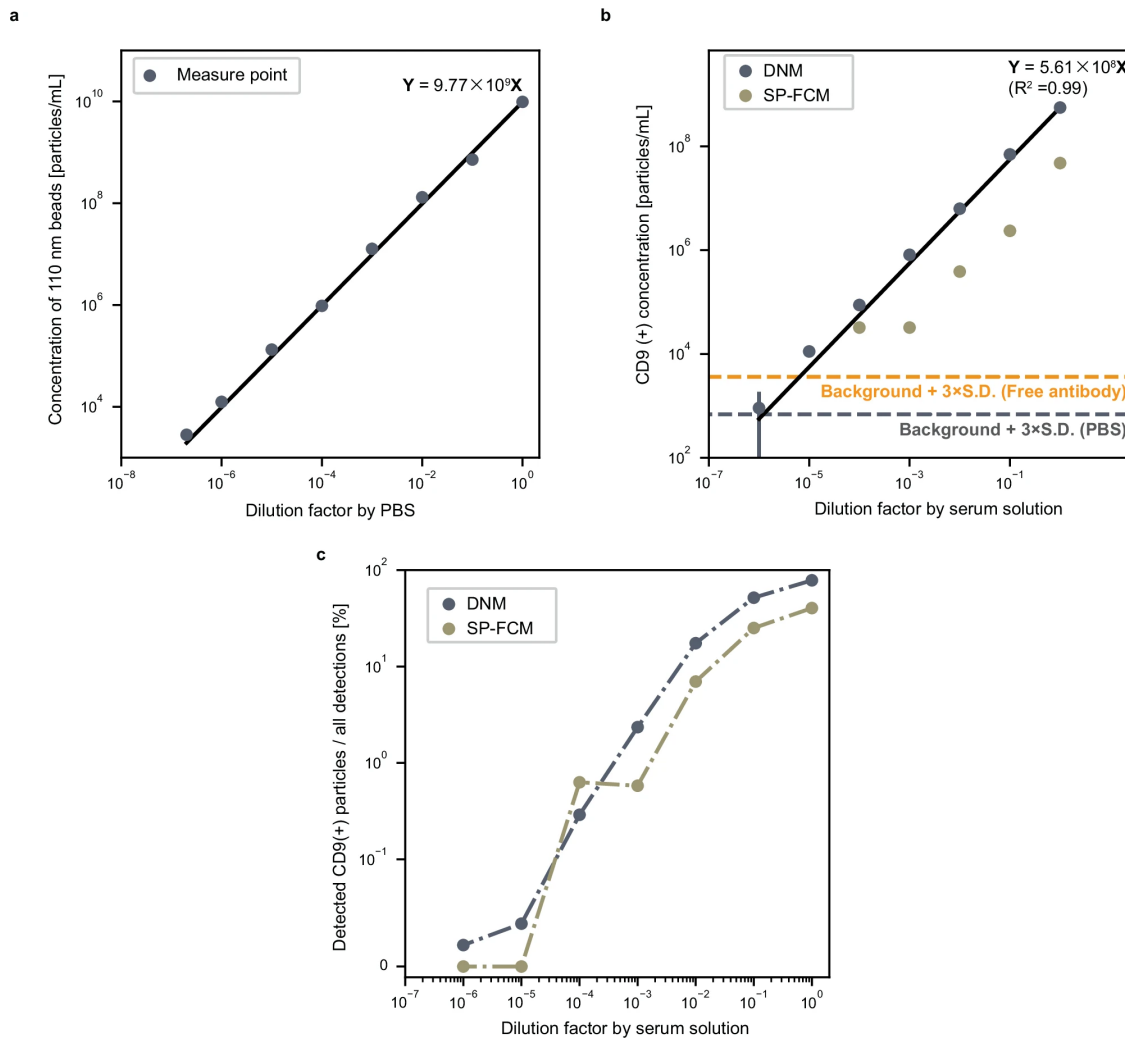 a
Concentration of 110 nm beads [particles/mL]
Measure point
Y = 9.77×10⁹X
10¹⁰
10⁸
10⁶
10⁴
10⁻⁸
10⁻⁶
10⁻⁴
10⁻²
10⁰
Dilution factor by PBS
b
CD9 (+) concentration [particles/mL]
DNM
SP-FCM
Y = 5.61×10⁸X
(R² =0.99)
10⁸
10⁶
10⁴
10²
Background + 3×S.D. (Free antibody)
Background + 3×S.D. (PBS)
10⁻⁷
10⁻⁵
10⁻³
10⁻¹
Dilution factor by serum solution
c
Detected CD9(+) particles / all detections [%]
DNM
SP-FCM
10²
10¹
10⁰
10⁻¹
0
10⁻⁷
10⁻⁶
10⁻⁵
10⁻⁴
10⁻³
10⁻²
10⁻¹
10⁰
Dilution factor by serum solution